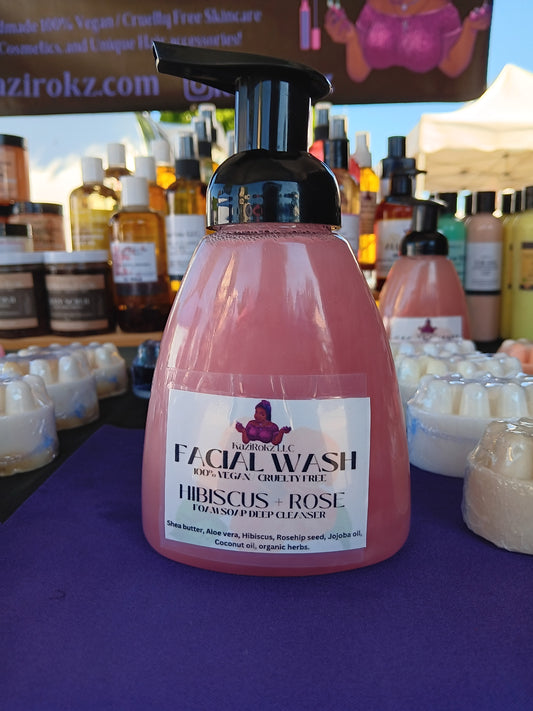 100% Vegan / Cruelty Free Skincare
Cosmetics, and Unique Hair accessories!
kazirokz.com
KaziRokz LLC
FACIAL WASH
100% VEGAN CRUELTY FREE
HIBISCUS + ROSE
FOAM SOAP DEEP CLEANSER
Shea butter, Aloe vera, Hibiscus, Rosehip seed, Jojoba oil,
Coconut oil, organic herbs.